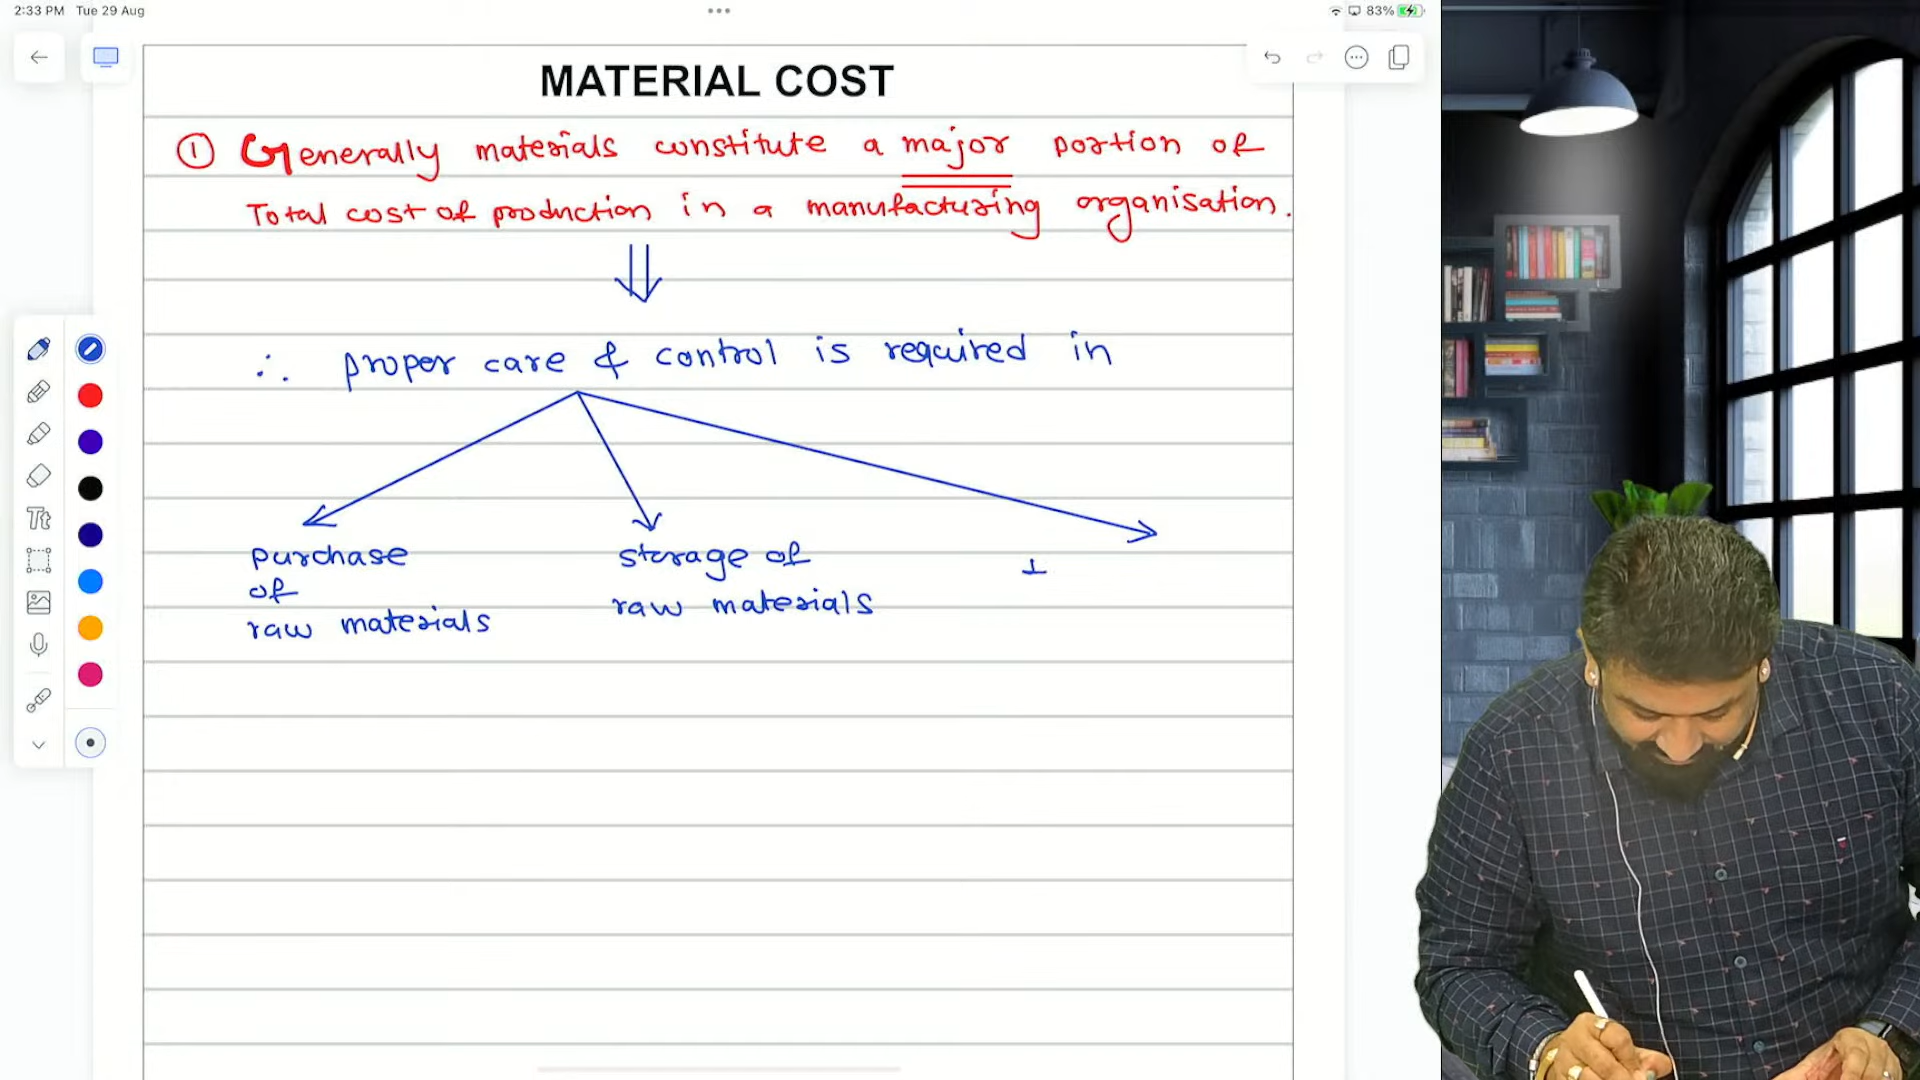 2:33 PM Tue 29 Aug
83%
MATERIAL COST
① Generally materials constitute a major portion of
Total cost of production in a manufacturing organisation.
∴ proper care & control is required in
purchase
of
raw materials
storage of
raw materials
Tt